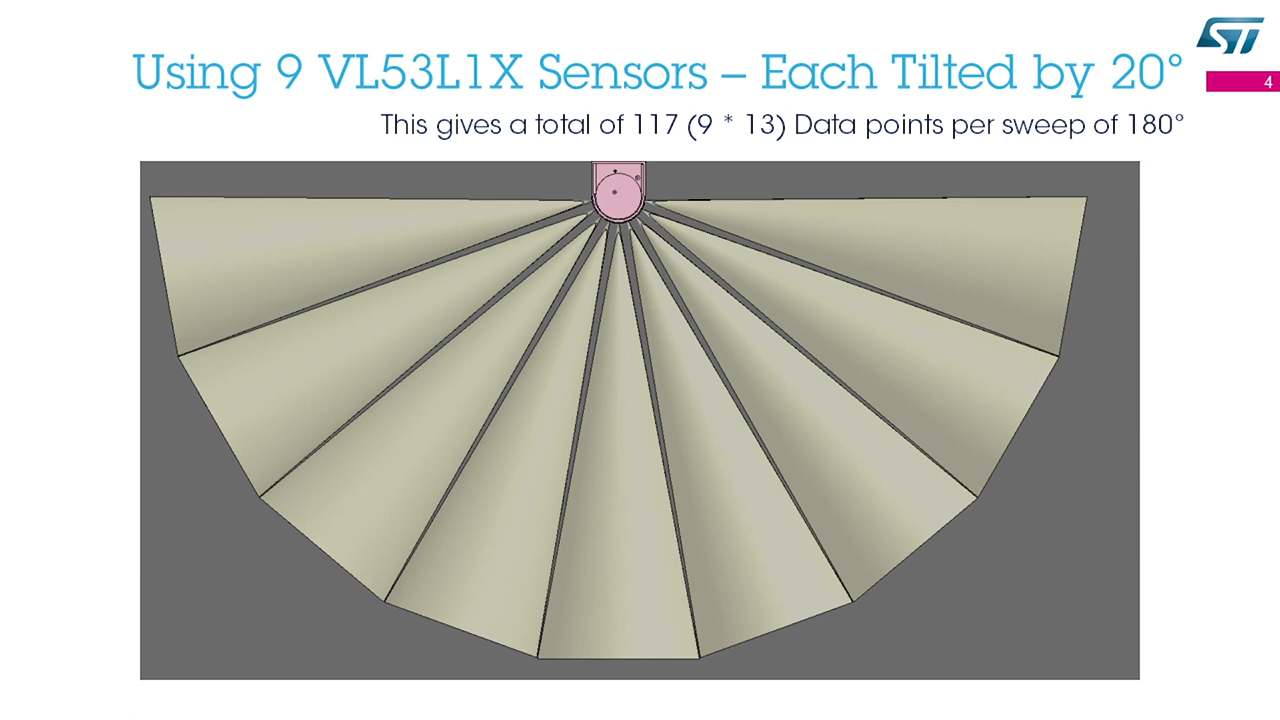 ST
4
Using 9 VL53L1X Sensors – Each Tilted by 20°
This gives a total of 117 (9 * 13) Data points per sweep of 180°